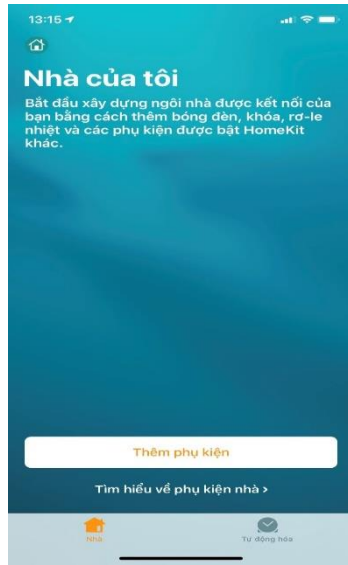 13:15
Nhà của tôi
Bắt đầu xây dựng ngôi nhà được kết nối của
bạn bằng cách thêm bóng đèn, khóa, rơ-le
nhiệt và các phụ kiện được bật HomeKit
khác.
Thêm phụ kiện
Tìm hiểu về phụ kiện nhà >
Nhà
Tự động hóa